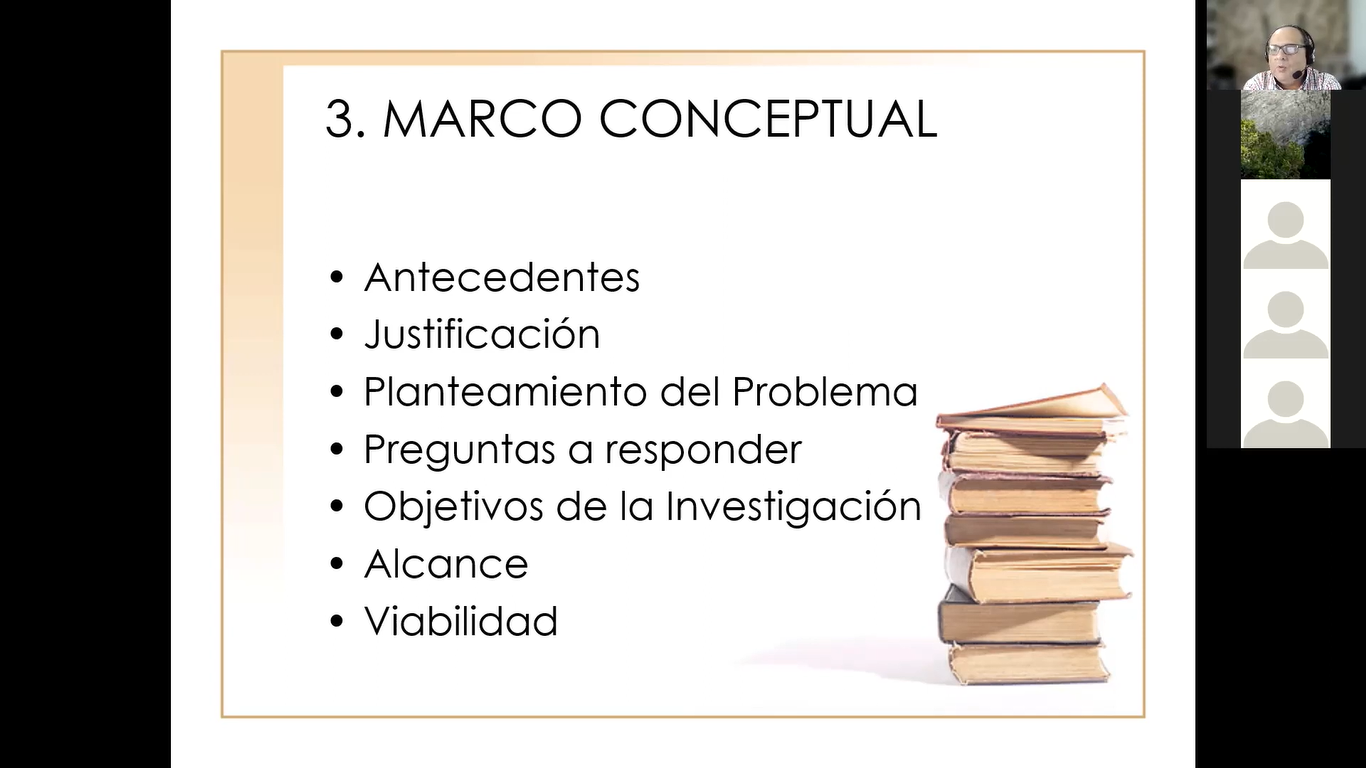 3. MARCO CONCEPTUAL
• Antecedentes
• Justificación
• Planteamiento del Problema
• Preguntas a responder
• Objetivos de la Investigación
• Alcance
• Viabilidad